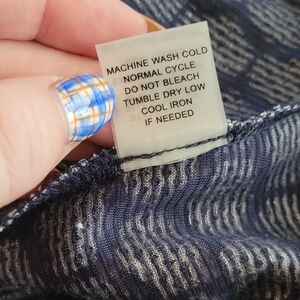 MACHINE WASH COLD
NORMAL CYCLE
DO NOT BLEACH
TUMBLE DRY LOW
COOL IRON
IF NEEDED